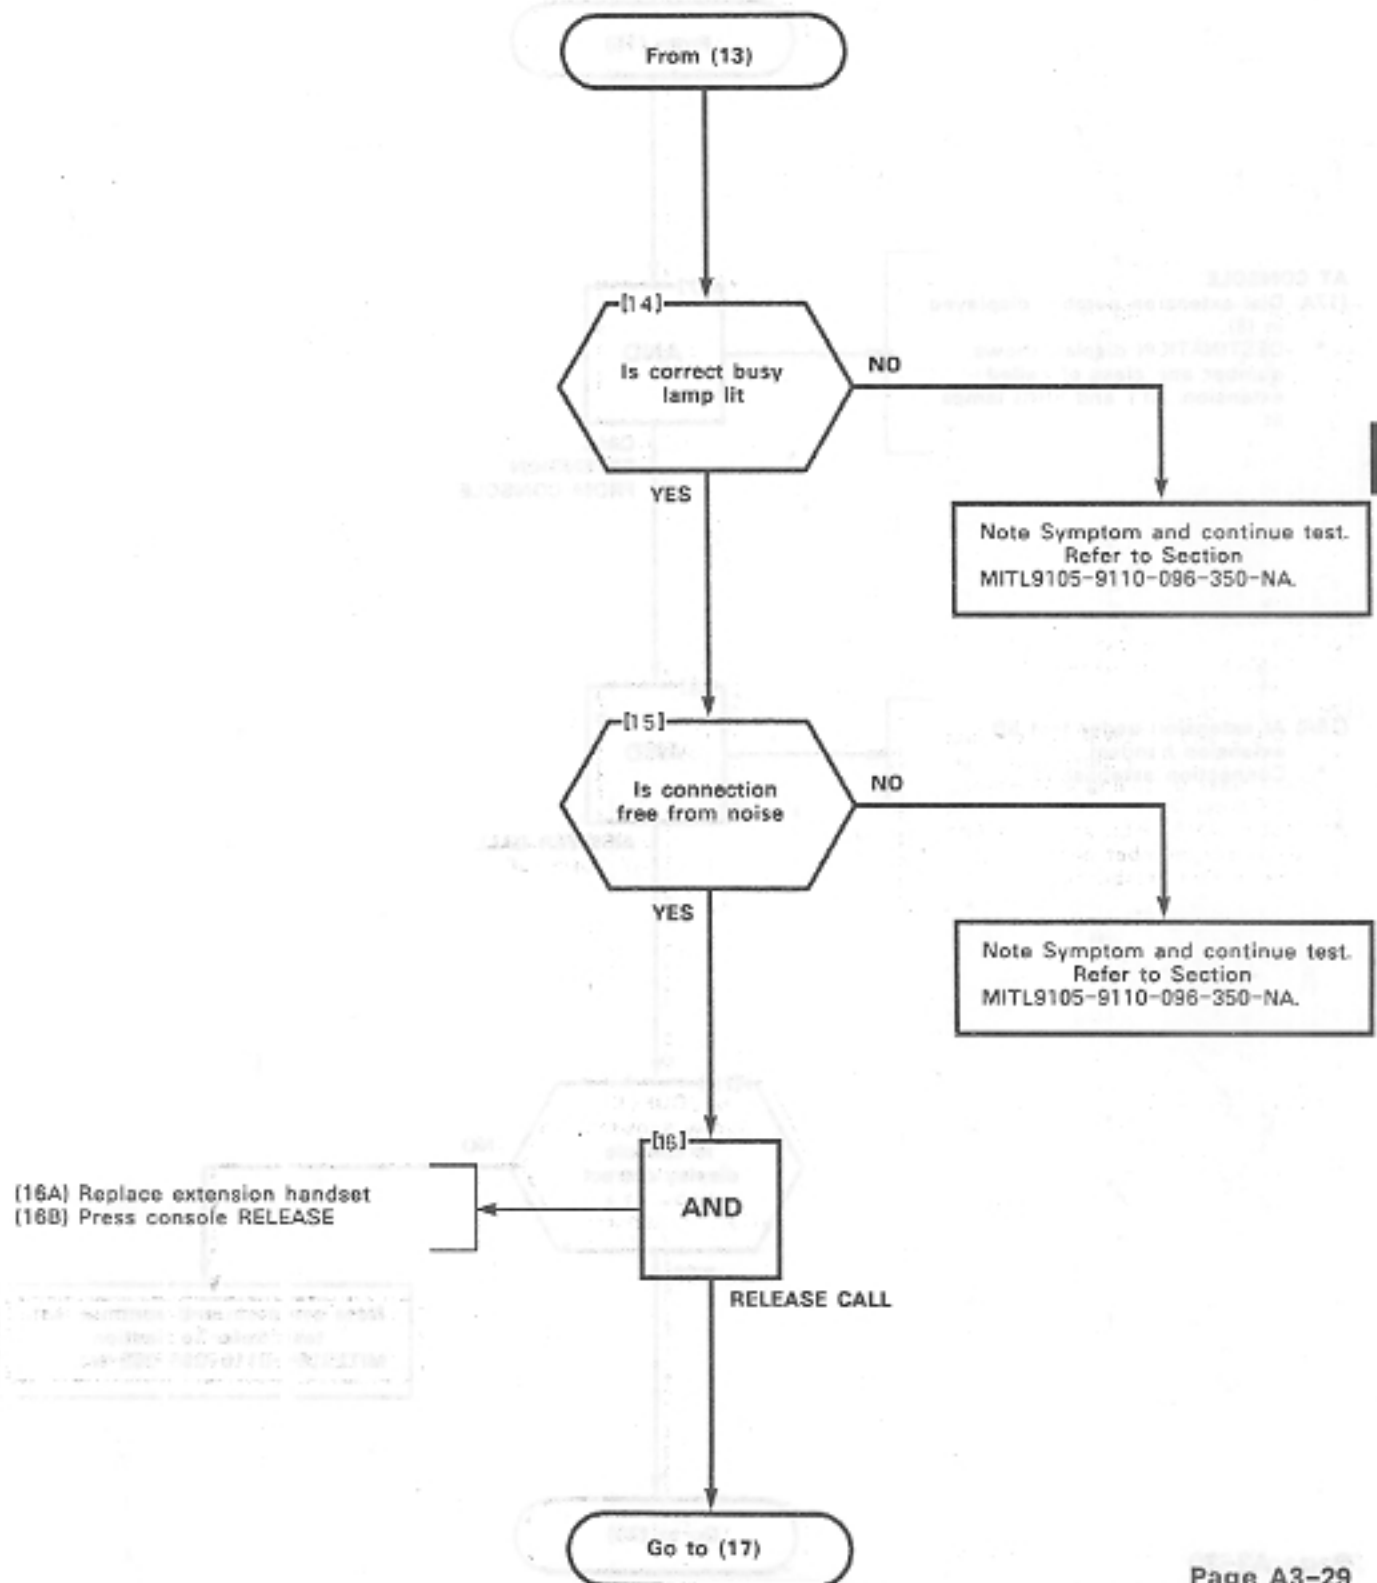 From (13)
[14]
Is correct busy
lamp lit
NO
YES
Note Symptom and continue test.
Refer to Section
MITL9105-9110-096-350-NA.
[15]
Is connection
free from noise
NO
YES
Note Symptom and continue test.
Refer to Section
MITL9105-9110-096-350-NA.
[16]
AND
(16A) Replace extension handset
(16B) Press console RELEASE
RELEASE CALL
Go to (17)
Page A3-29